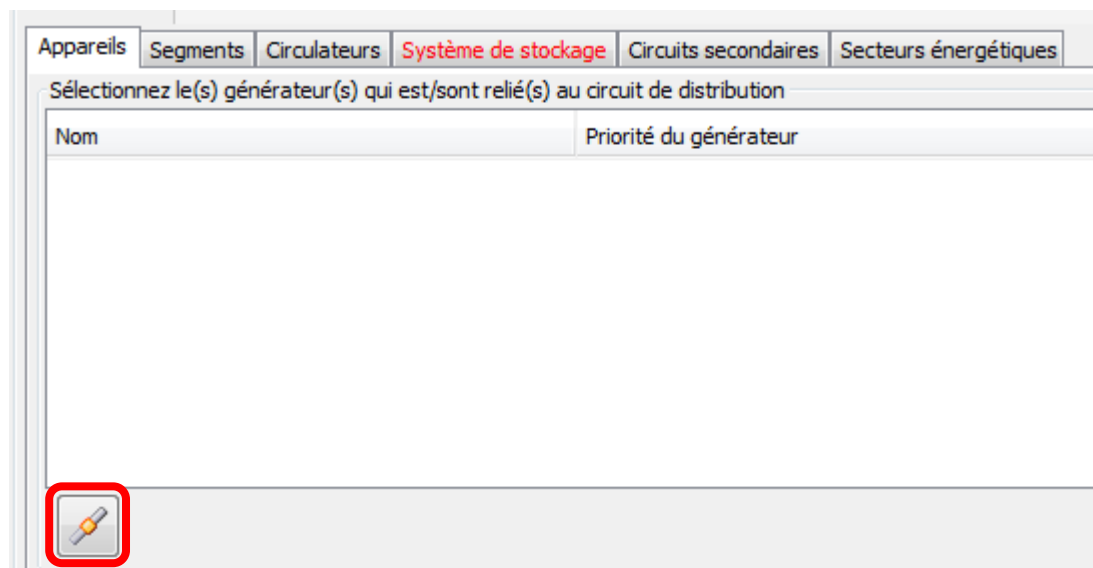 Appareils Segments Circulateurs Système de stockage Circuits secondaires Secteurs énergétiques
Sélectionnez le(s) générateur(s) qui est/sont relié(s) au circuit de distribution
Nom Priorité du générateur